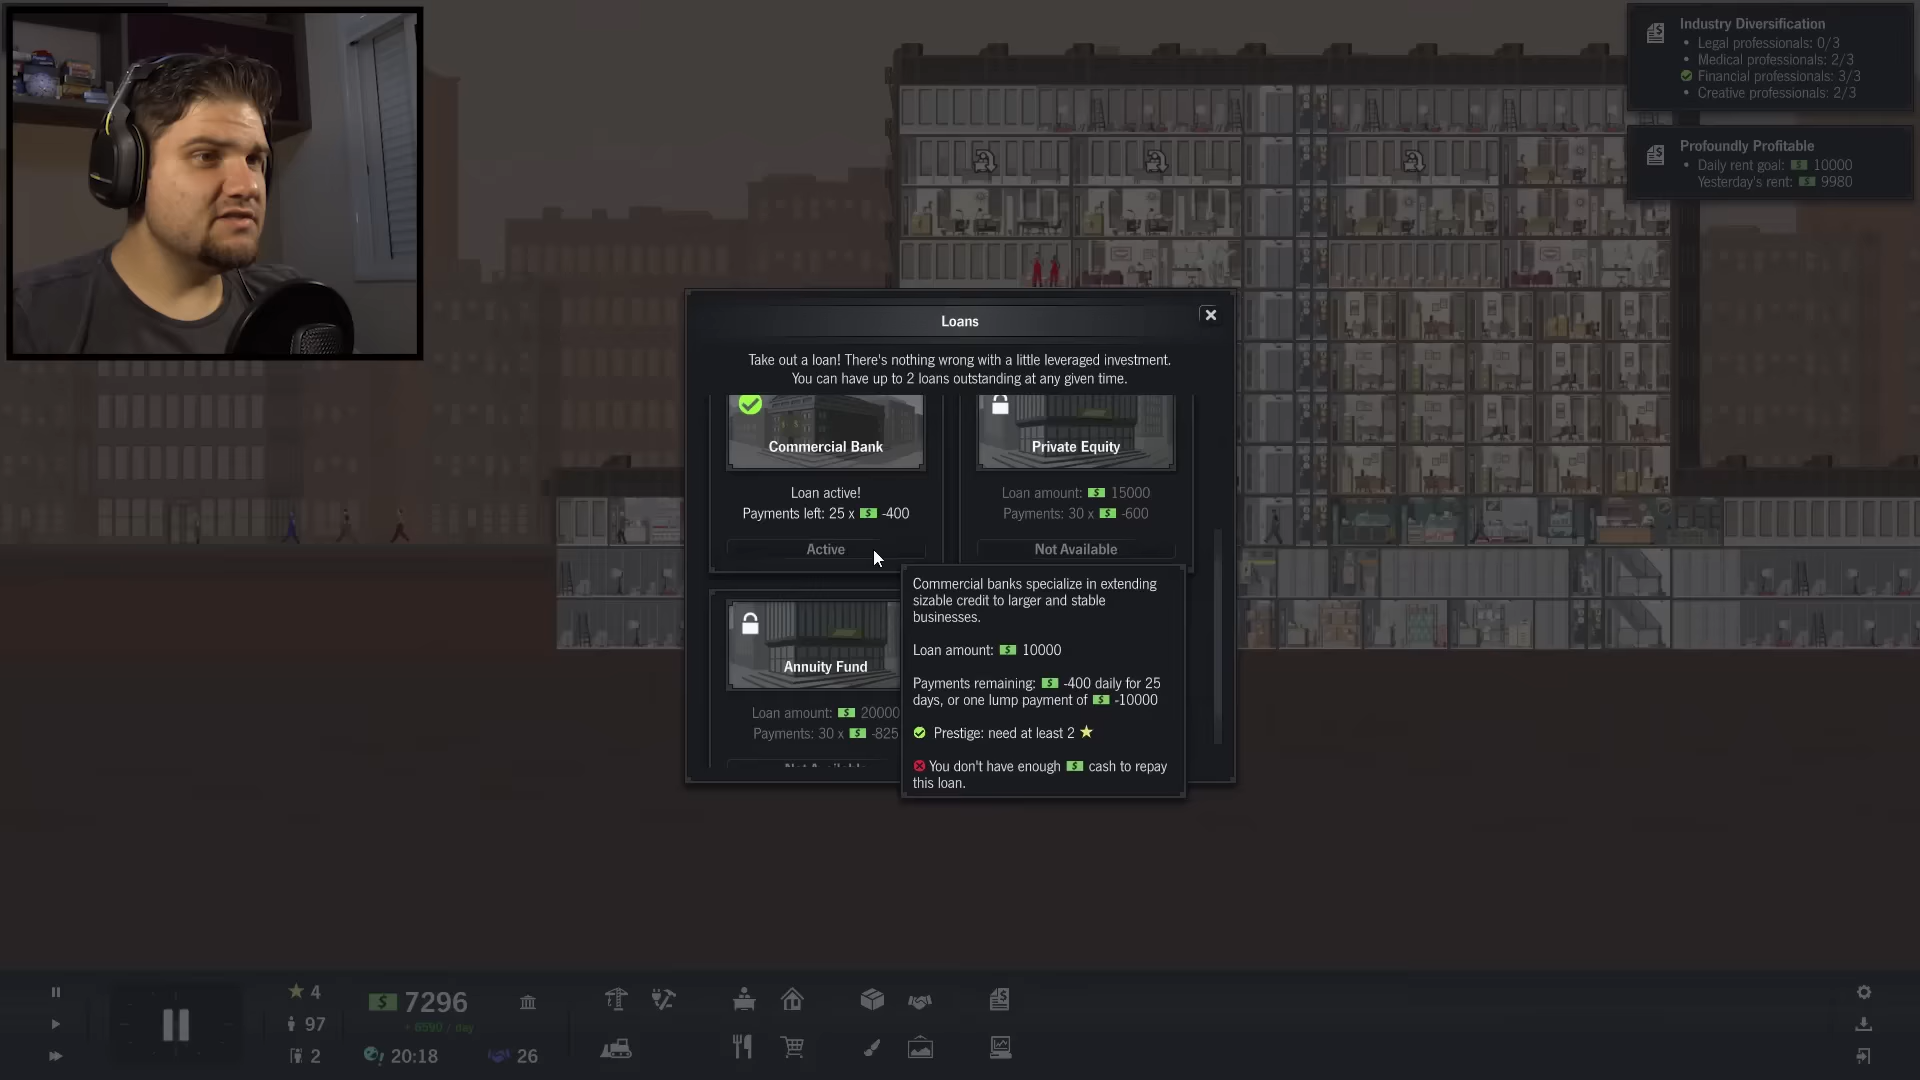 Industry Diversification
• Legal professionals: 0/3
• Medical professionals: 2/3
Financial professionals: 3/3
• Creative professionals: 2/3
Profoundly Profitable
• Daily rent goal: 10000
Yesterday's rent: 9980
Loans
Take out a loan! There's nothing wrong with a little leveraged investment.
You can have up to 2 loans outstanding at any given time.
Commercial Bank
Loan active!
Payments left: 25 x $ -400
Active
Private Equity
Loan amount: $ 15000
Payments: 30 x $ -600
Not Available
Annuity Fund
Loan amount: $ 20000
Payments: 30 x $ -825
Not Available
Commercial banks specialize in extending
sizable credit to larger and stable
businesses.
Loan amount: $ 10000
Payments remaining: $ -400 daily for 25
days, or one lump payment of $ -10000
Prestige: need at least 2
You don't have enough $ cash to repay
this loan.
4
$ 7296
97
+ 6590 / day
2
20:18
26